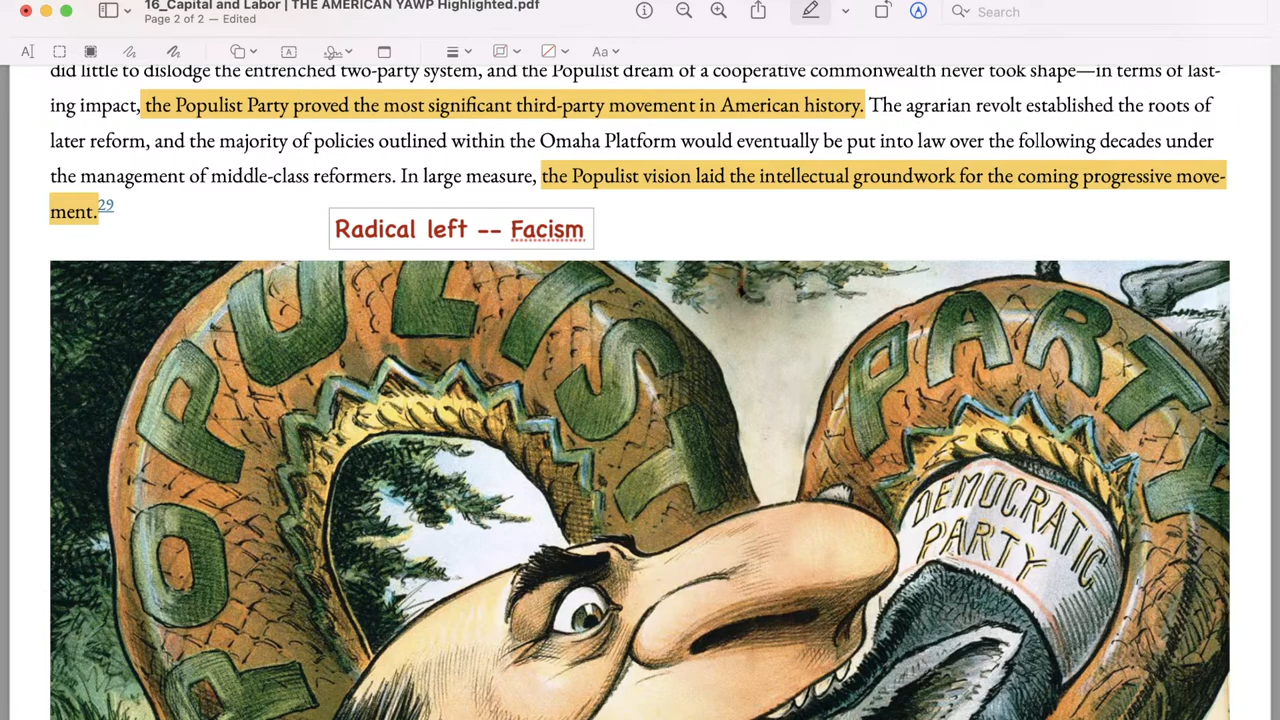 16_Capital and Labor | THE AMERICAN YAWP Highlighted.pdf
Page 2 of 2 — Edited
Search
A
Aa
did little to dislodge the entrenched two-party system, and the Populist dream of a cooperative commonwealth never took shape—in terms of last-
ing impact, the Populist Party proved the most significant third-party movement in American history. The agrarian revolt established the roots of
later reform, and the majority of policies outlined within the Omaha Platform would eventually be put into law over the following decades under
the management of middle-class reformers. In large measure, the Populist vision laid the intellectual groundwork for the coming progressive move-
ment.29
Radical left -- Facism
POPULIST PARTY
DEMOCRATIC
PARTY